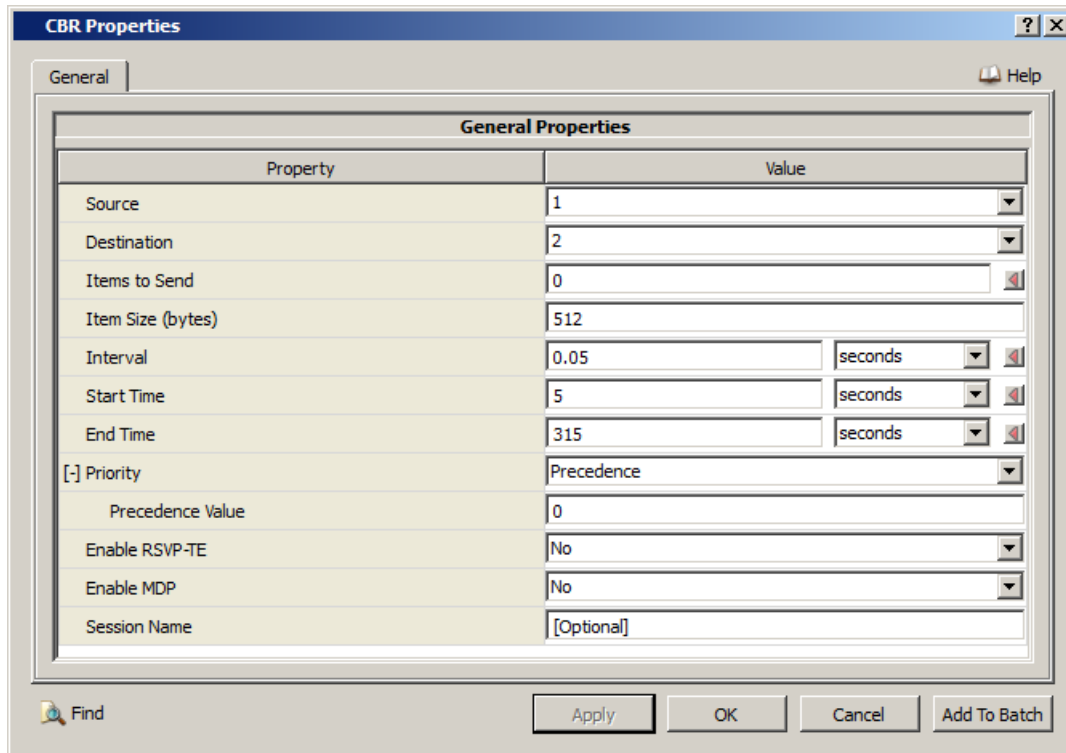 CBR Properties
General
Help
General Properties
Property Value
Source 1
Destination 2
Items to Send 0
Item Size (bytes) 512
Interval 0.05 seconds
Start Time 5 seconds
End Time 315 seconds
[-] Priority Precedence
Precedence Value 0
Enable RSVP-TE No
Enable MDP No
Session Name [Optional]
Find Apply OK Cancel Add To Batch